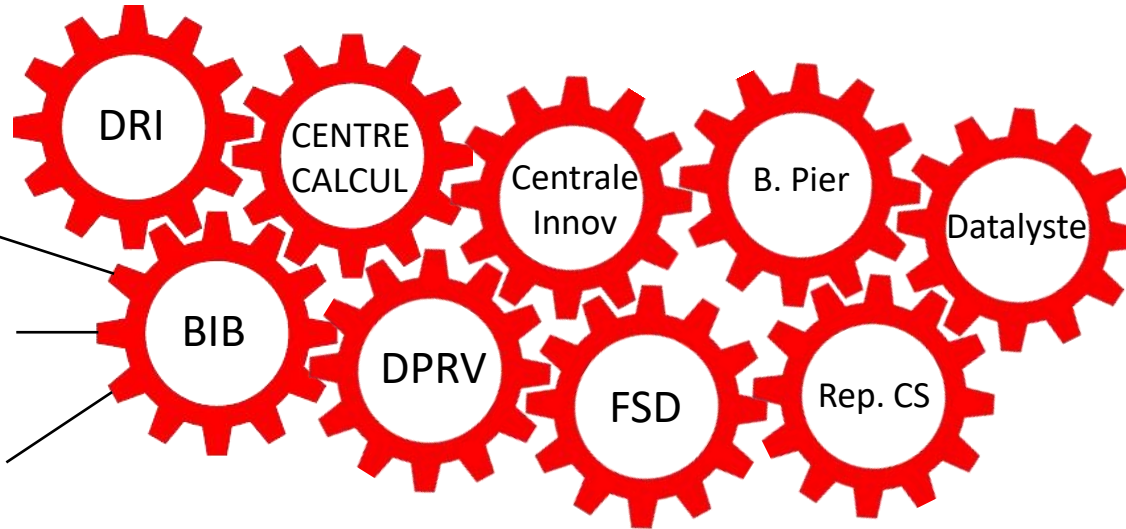 DRI
CENTRE
CALCUL
Centrale
Innov
B. Pier
Datalyste
BIB
DPRV
FSD
Rep. CS